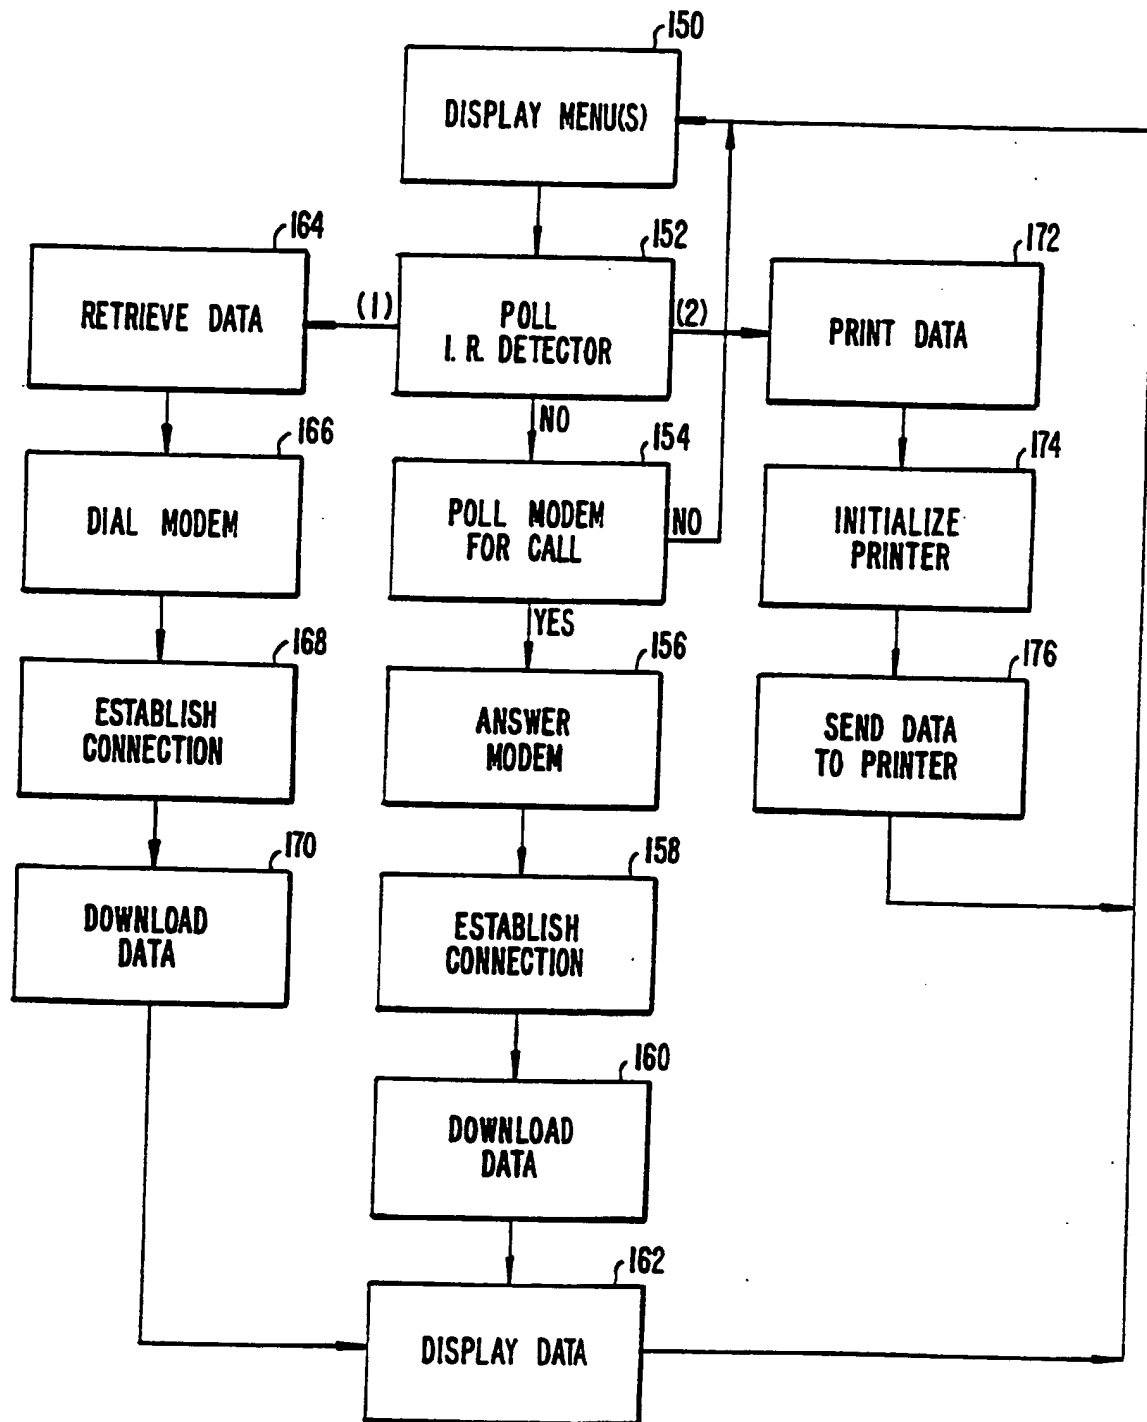 150
DISPLAY MENU(S)
164
RETRIEVE DATA
(1)
152
POLL
I. R. DETECTOR
(2)
172
PRINT DATA
NO
166
DIAL MODEM
154
POLL MODEM
FOR CALL
NO
174
INITIALIZE
PRINTER
YES
168
ESTABLISH
CONNECTION
156
ANSWER
MODEM
176
SEND DATA
TO PRINTER
170
DOWNLOAD
DATA
158
ESTABLISH
CONNECTION
160
DOWNLOAD
DATA
162
DISPLAY DATA